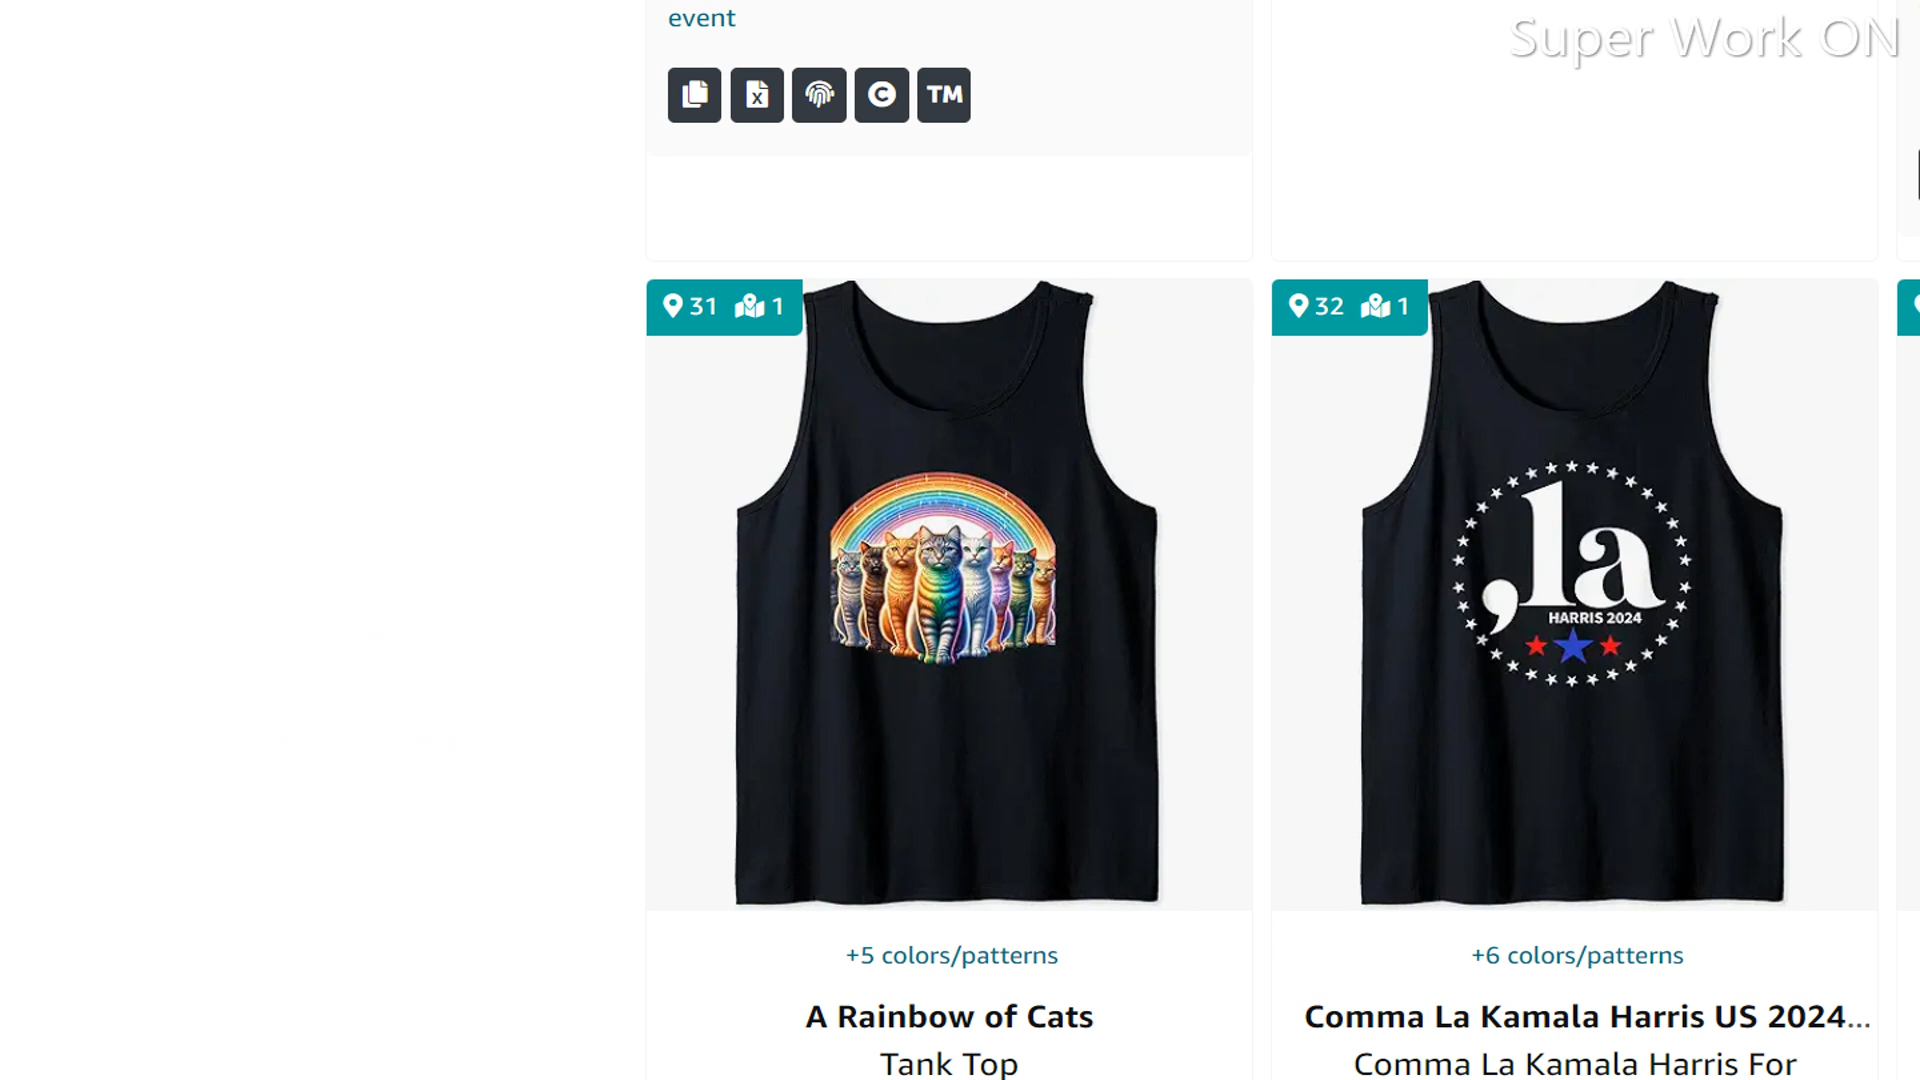 event
Super Work ON
TM
31 1
32 1
,la
HARRIS 2024
+5 colors/patterns
+6 colors/patterns
A Rainbow of Cats
Tank Top
Comma La Kamala Harris US 2024...
Comma La Kamala Harris For